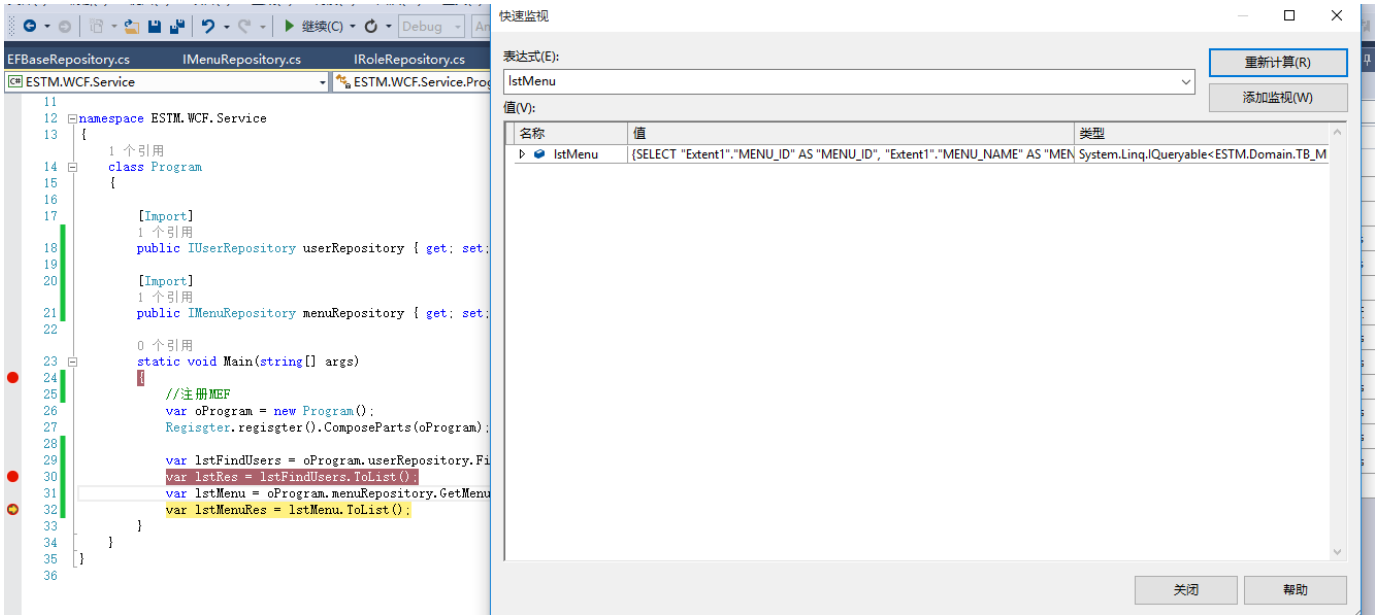 继续(C) Debug An
EFBaseRepository.cs IMenuRepository.cs IRoleRepository.cs
C# ESTM.WCF.Service ESTM.WCF.Service.Prog
11
12 namespace ESTM.WCF.Service
13 {
1 个引用
14 class Program
15 {
16
17 [Import]
1 个引用
18 public IUserRepository userRepository { get; set;
19
20 [Import]
1 个引用
21 public IMenuRepository menuRepository { get; set;
22
0 个引用
23 static void Main(string[] args)
24 {
25 //注册MEF
26 var oProgram = new Program();
27 Regisgter.regisgter().ComposeParts(oProgram);
28
29 var lstFindUsers = oProgram.userRepository.Fi
30 var lstRes = lstFindUsers.ToList();
31 var lstMenu = oProgram.menuRepository.GetMenu
32 var lstMenuRes = lstMenu.ToList();
33 }
34 }
35 }
36
快速监视
表达式(E):
lstMenu
重新计算(R)
添加监视(W)
值(V):
名称 值 类型
lstMenu {SELECT "Extent1"."MENU_ID" AS "MENU_ID", "Extent1"."MENU_NAME" AS "MEN System.Linq.IQueryable<ESTM.Domain.TB_M
关闭 帮助